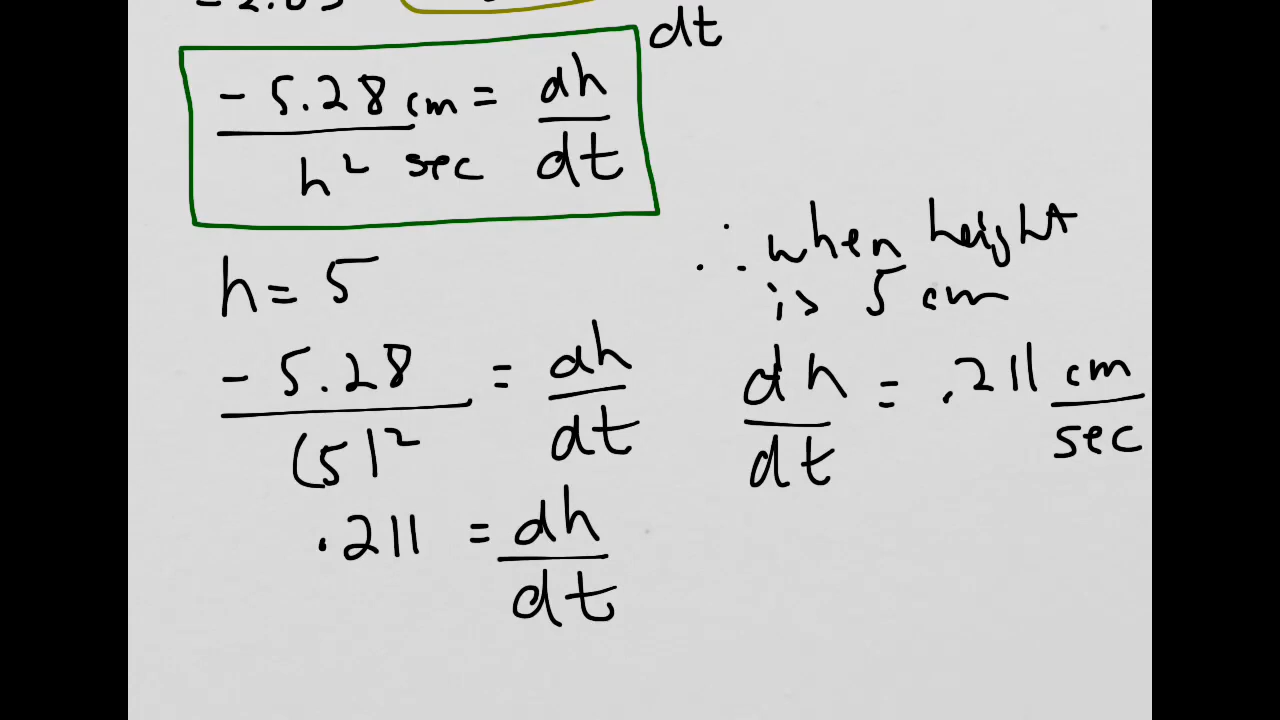 dt
- 5.28 cm = dh
h² sec dt
h = 5
- 5.28 = dh
(5)² dt
.211 = dh
dt
∴ when height
is 5 cm
dh = .211 cm
dt sec